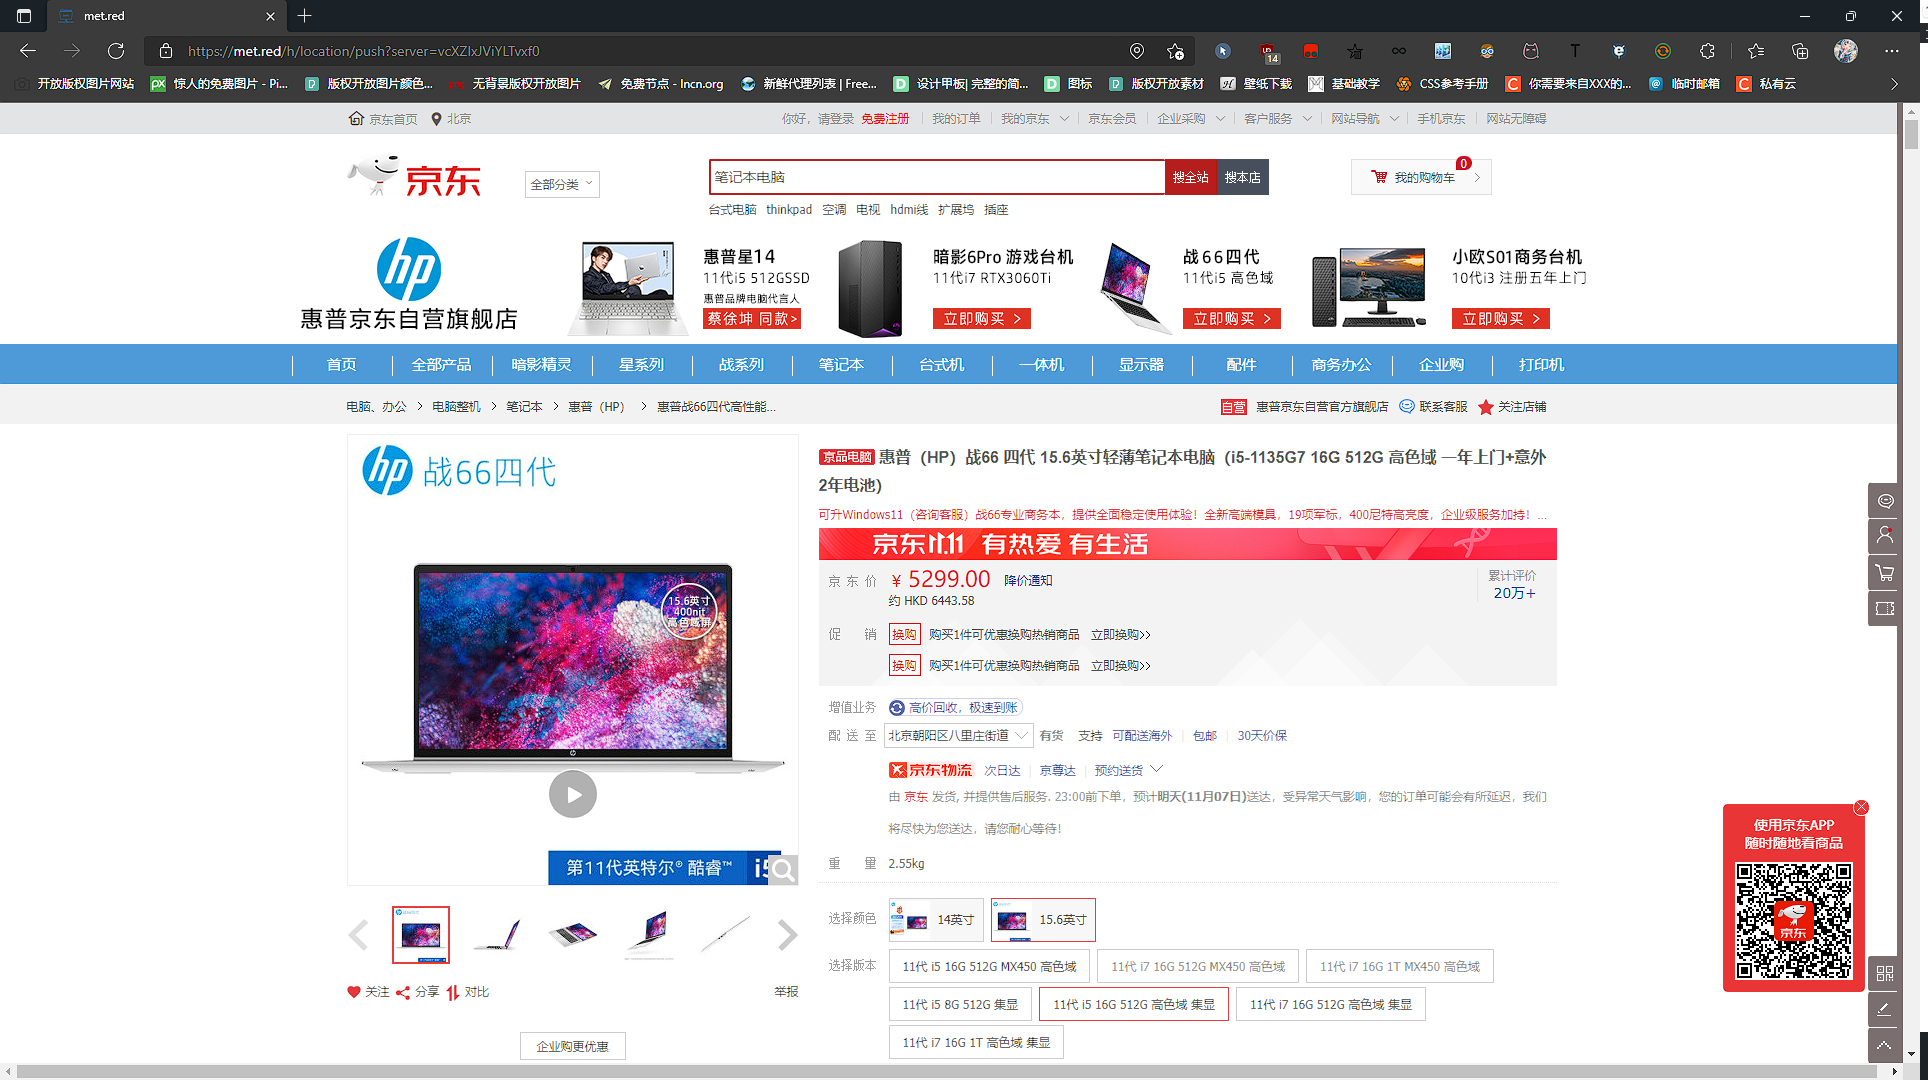 met.red
https://met.red/h/location/push?server=vcXZIxJViYLTvxf0
14
开放版权图片网站
惊人的免费图片 - Pi...
版权开放图片颜色...
无背景版权开放图片
免费节点 - lncn.org
新鲜代理列表 | Free...
设计甲板| 完整的简...
图标
版权开放素材
壁纸下载
基础教学
CSS参考手册
你需要来自XXX的...
临时邮箱
私有云
京东首页 北京
你好，请登录 免费注册 我的订单 我的京东 京东会员 企业采购 客户服务 网站导航 手机京东 网站无障碍
京东
全部分类
笔记本电脑
搜全站 搜本店
0
我的购物车
台式电脑 thinkpad 空调 电视 hdmi线 扩展坞 插座
hp
惠普京东自营旗舰店
惠普星14
11代i5 512GSSD
惠普品牌电脑代言人
蔡徐坤 同款>
暗影6Pro 游戏台机
11代i7 RTX3060Ti
立即购买 >
战66四代
11代i5 高色域
立即购买 >
小欧S01商务台机
10代i3 注册五年上门
立即购买 >
首页 全部产品 暗影精灵 星系列 战系列 笔记本 台式机 一体机 显示器 配件 商务办公 企业购 打印机
电脑、办公 > 电脑整机 > 笔记本 > 惠普（HP） > 惠普战66四代高性能...
自营 惠普京东自营官方旗舰店 联系客服 关注店铺
hp 战66四代
15.6英寸
400nit
高色域屏
第11代英特尔® 酷睿™ i5
关注 分享 对比 举报
企业购更优惠
京品电脑 惠普（HP）战66 四代 15.6英寸轻薄笔记本电脑（i5-1135G7 16G 512G 高色域 一年上门+意外
2年电池)
可升Windows11（咨询客服）战66专业商务本，提供全面稳定使用体验！全新高端模具，19项军标，400尼特高亮度，企业级服务加持！...
京东11.11 有热爱 有生活
京东价 ￥ 5299.00 降价通知
约 HKD 6443.58
累计评价
20万+
促销 换购 购买1件可优惠换购热销商品 立即换购>>
换购 购买1件可优惠换购热销商品 立即换购>>
增值业务 高价回收，极速到账
配送至 北京朝阳区八里庄街道 有货 支持 可配送海外 包邮 30天价保
京东物流 次日达 京尊达 预约送货
由 京东 发货, 并提供售后服务. 23:00前下单，预计明天(11月07日)送达，受异常天气影响，您的订单可能会有所延迟，我们
将尽快为您送达，请您耐心等待！
重量 2.55kg
选择颜色 14英寸 15.6英寸
选择版本 11代 i5 16G 512G MX450 高色域 11代 i7 16G 512G MX450 高色域 11代 i7 16G 1T MX450 高色域
11代 i5 8G 512G 集显 11代 i5 16G 512G 高色域 集显 11代 i7 16G 512G 高色域 集显
11代 i7 16G 1T 高色域 集显
使用京东APP
随时随地看商品
京东